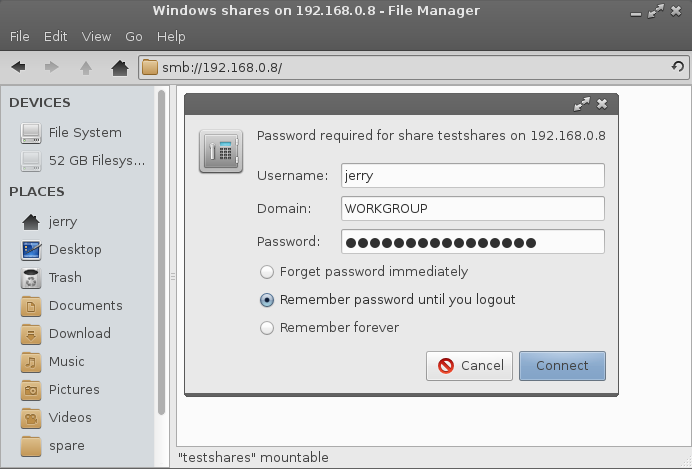 Windows shares on 192.168.0.8 - File Manager
File Edit View Go Help
smb://192.168.0.8/
DEVICES
File System
52 GB Filesys...
PLACES
jerry
Desktop
Trash
Documents
Download
Music
Pictures
Videos
spare
Password required for share testshares on 192.168.0.8
Username: jerry
Domain: WORKGROUP
Password: ●●●●●●●●●●●●●●●●
Forget password immediately
Remember password until you logout
Remember forever
Cancel Connect
"testshares" mountable